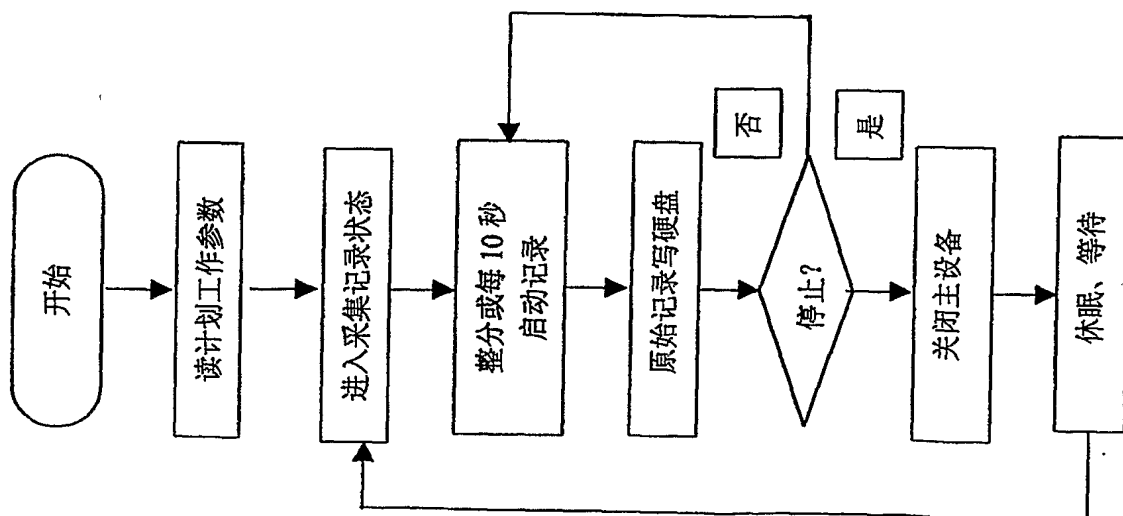 开始
读计划工作参数
进入采集记录状态
整分或每10秒
启动记录
原始记录写硬盘
否
停止?
是
关闭主设备
休眠、等待